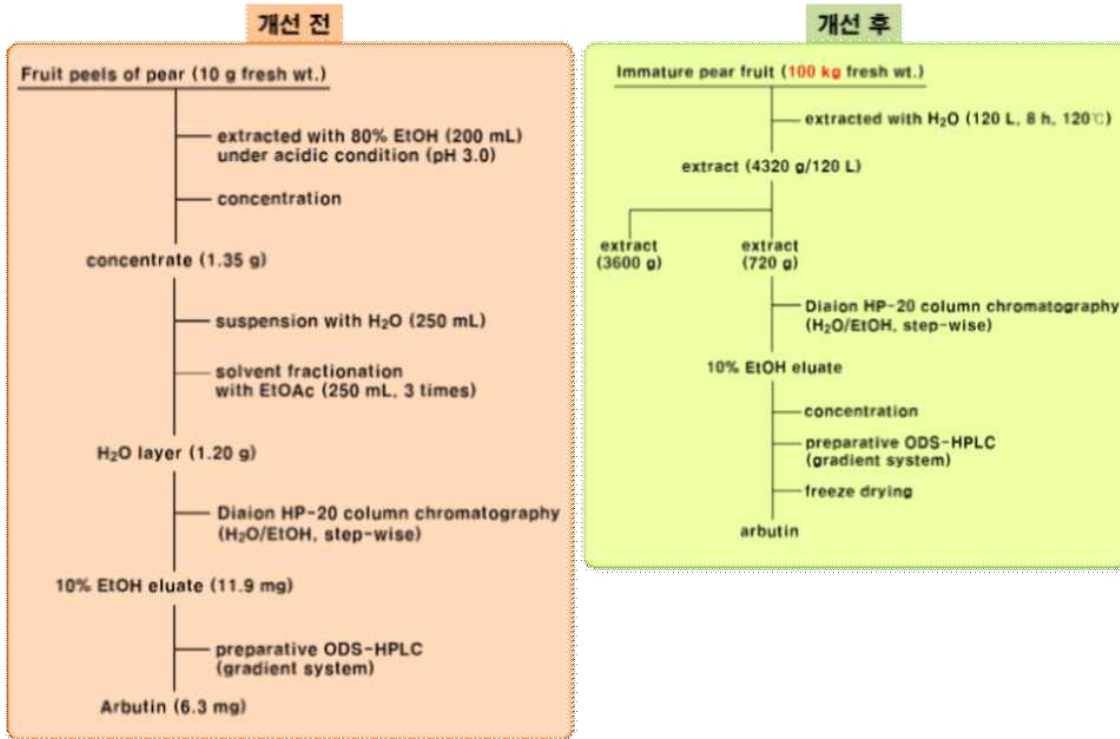 개선 전
Fruit peels of pear (10 g fresh wt.)
extracted with 80% EtOH (200 mL)
under acidic condition (pH 3.0)
concentration
concentrate (1.35 g)
suspension with H₂O (250 mL)
solvent fractionation
with EtOAc (250 mL, 3 times)
H₂O layer (1.20 g)
Diaion HP-20 column chromatography
(H₂O/EtOH, step-wise)
10% EtOH eluate (11.9 mg)
preparative ODS-HPLC
(gradient system)
Arbutin (6.3 mg)
개선 후
Immature pear fruit (100 kg fresh wt.)
extracted with H₂O (120 L, 8 h, 120℃)
extract (4320 g/120 L)
extract
(3600 g)
extract
(720 g)
Diaion HP-20 column chromatography
(H₂O/EtOH, step-wise)
10% EtOH eluate
concentration
preparative ODS-HPLC
(gradient system)
freeze drying
arbutin